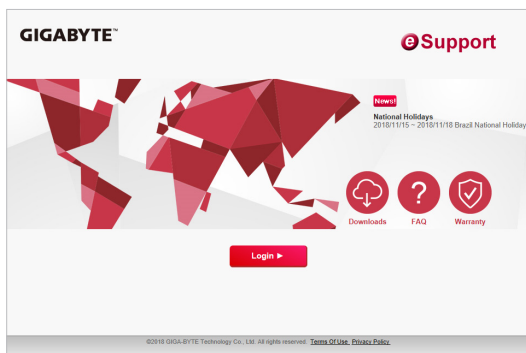 GIGABYTE™
eSupport
News!
National Holidays
2018/11/15 ~ 2018/11/18 Brazil National Holiday
Downloads
FAQ
Warranty
Login ►
©2018 GIGA-BYTE Technology Co., Ltd. All rights reserved. Terms Of Use Privacy Policy